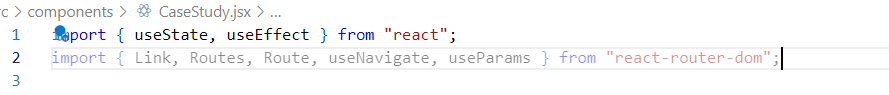 rc > components > CaseStudy.jsx > ...
1 import { useState, useEffect } from "react";
2 import { Link, Routes, Route, useNavigate, useParams } from "react-router-dom";
3